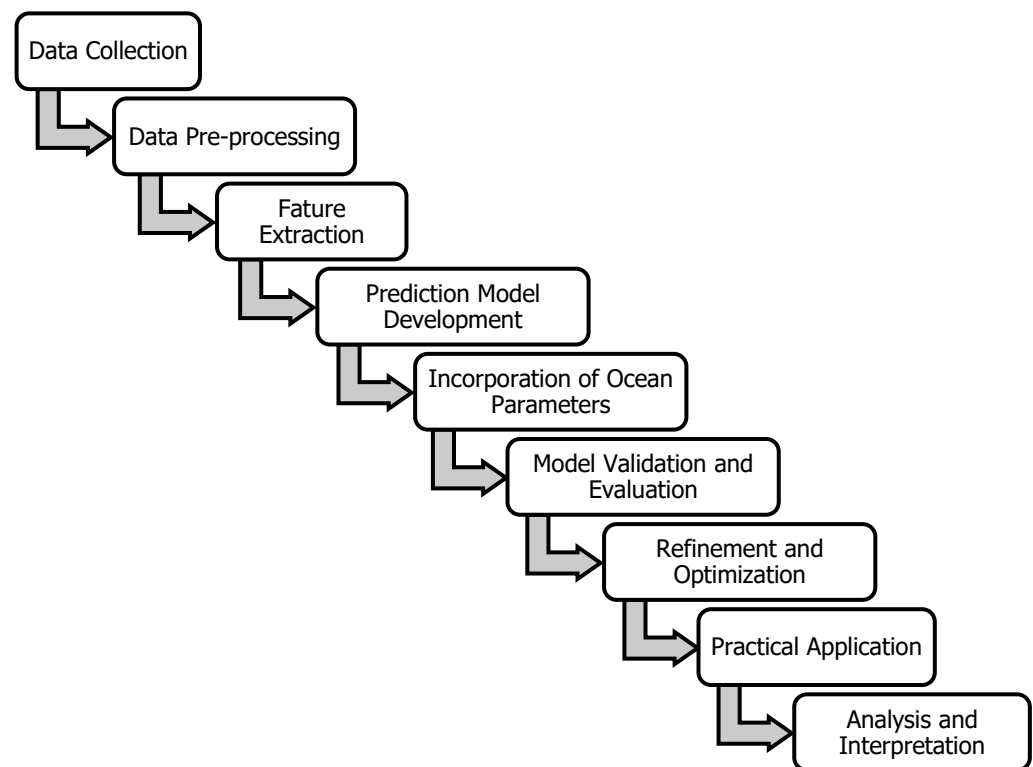 Data Collection
Data Pre-processing
Fature
Extraction
Prediction Model
Development
Incorporation of Ocean
Parameters
Model Validation and
Evaluation
Refinement and
Optimization
Practical Application
Analysis and
Interpretation